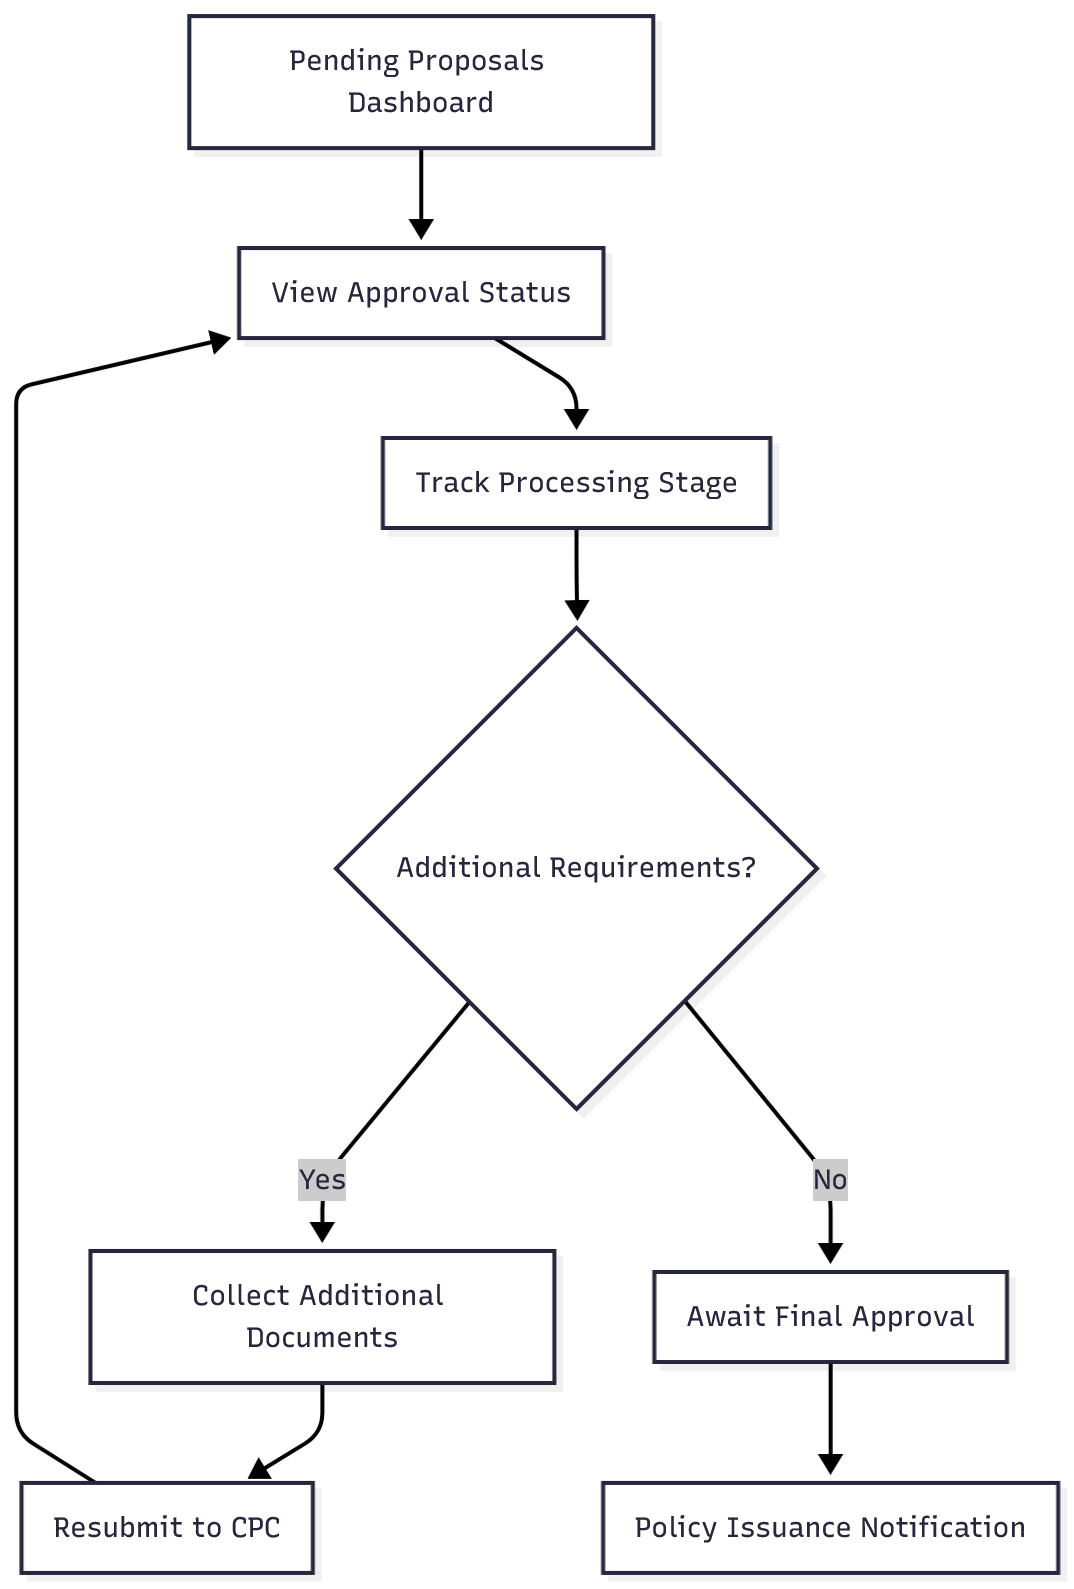 Pending Proposals
Dashboard
View Approval Status
Track Processing Stage
Additional Requirements?
Yes
No
Collect Additional
Documents
Await Final Approval
Resubmit to CPC
Policy Issuance Notification